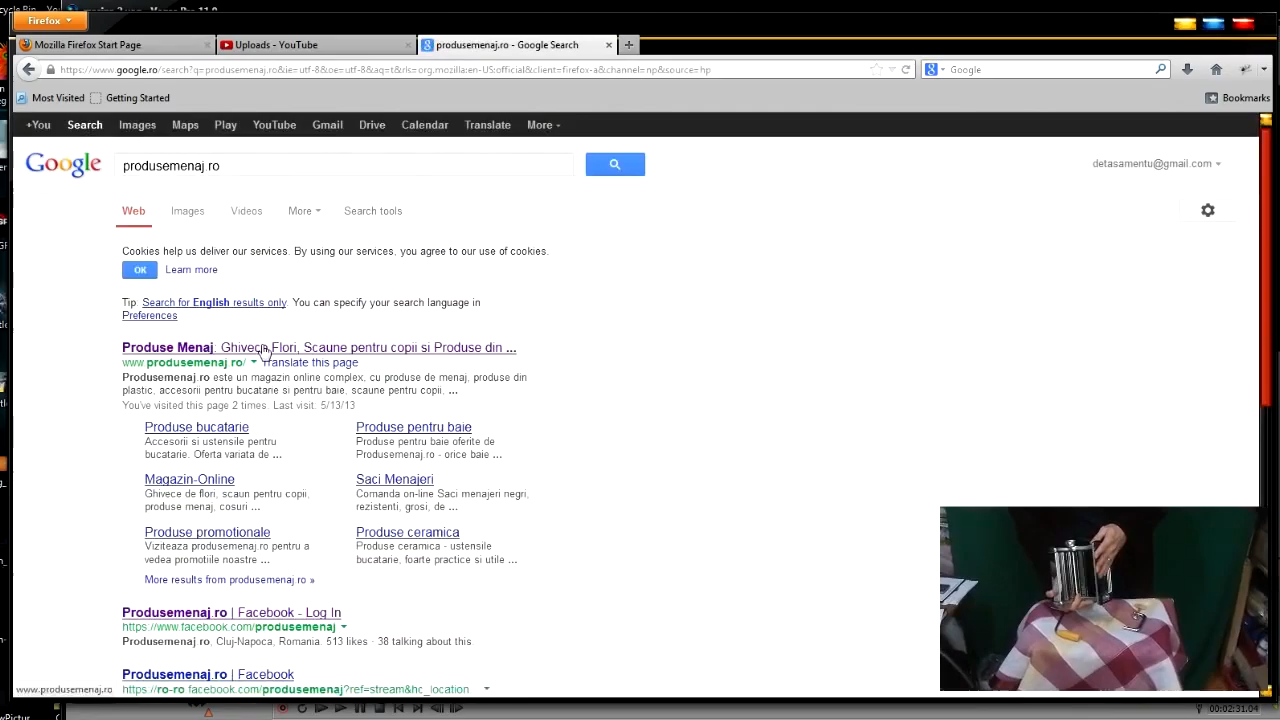 Firefox
Mozilla Firefox Start Page
Uploads - YouTube
produsemenaj.ro - Google Search
https://www.google.ro/search?q=produsemenaj.ro&ie=utf-8&oe=utf-8&aq=t&rls=org.mozilla:en-US:official&client=firefox-a&channel=np&source=hp
Google
Most Visited
Getting Started
Bookmarks
+You Search Images Maps Play YouTube Gmail Drive Calendar Translate More
Google
produsemenaj.ro
detasamentu@gmail.com
Web Images Videos More Search tools
Cookies help us deliver our services. By using our services, you agree to our use of cookies.
OK Learn more
Tip. Search for English results only. You can specify your search language in
Preferences
Produse Menaj: Ghivece Flori, Scaune pentru copii si Produse din ...
www.produsemenaj.ro/ Translate this page
Produsemenaj.ro este un magazin online complex, cu produse de menaj, produse din
plastic, accesorii pentru bucatarie si pentru baie, scaune pentru copii, ...
You've visited this page 2 times. Last visit: 5/13/13
Produse bucatarie
Accesorii si ustensile pentru
bucatarie. Oferta variata de ...
Produse pentru baie
Produse pentru baie oferite de
Produsemenaj.ro - orice baie ...
Magazin-Online
Ghivece de flori, scaun pentru copii,
produse menaj, cosuri ...
Saci Menajeri
Comanda on-line Saci menajeri negri,
rezistenti, grosi, de ...
Produse promotionale
Viziteaza produsemenaj.ro pentru a
vedea promotiile noastre ...
Produse ceramica
Produse ceramica - ustensile
bucatarie, foarte practice si utile ...
More results from produsemenaj.ro »
Produsemenaj.ro | Facebook - Log In
https://www.facebook.com/produsemenaj
Produsemenaj.ro, Cluj-Napoca, Romania. 513 likes · 38 talking about this
Produsemenaj.ro | Facebook
https://ro-ro.facebook.com/produsemenaj?ref=stream&hc_location
www.produsemenaj.ro
00:02:31.04